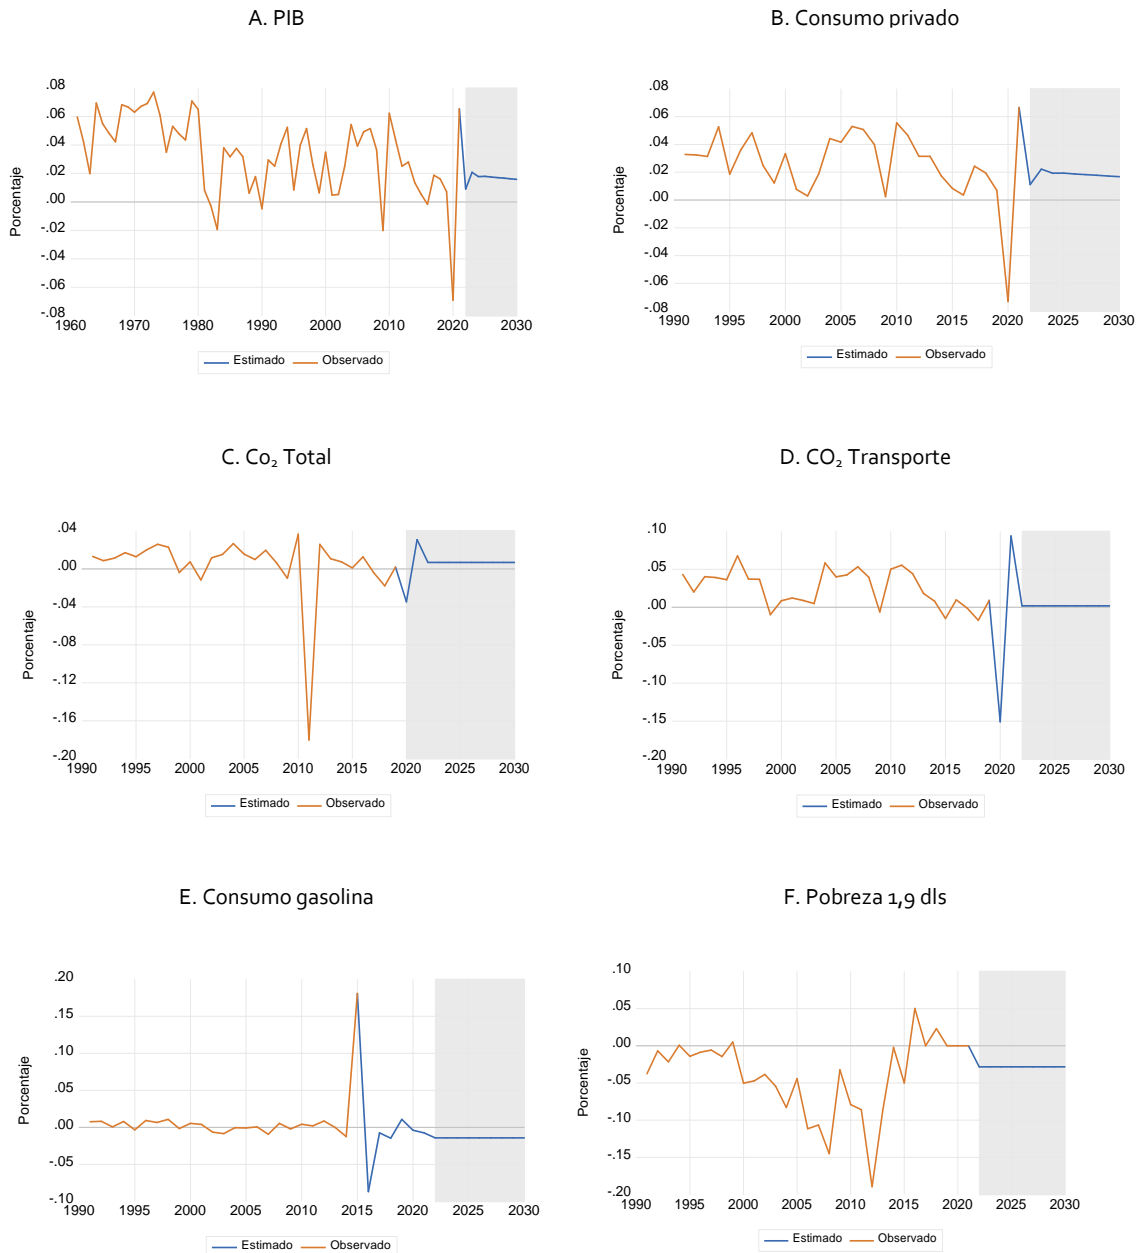 A. PIB
B. Consumo privado
Porcentaje
.08
.06
.04
.02
.00
-.02
-.04
-.06
-.08
1960 1970 1980 1990 2000 2010 2020 2030
Estimado Observado
Porcentaje
.08
.06
.04
.02
.00
-.02
-.04
-.06
-.08
1990 1995 2000 2005 2010 2015 2020 2025 2030
Estimado Observado
C. Co₂ Total
D. CO₂ Transporte
Porcentaje
.04
.00
-.04
-.08
-.12
-.16
-.20
1990 1995 2000 2005 2010 2015 2020 2025 2030
Estimado Observado
Porcentaje
.10
.05
.00
-.05
-.10
-.15
-.20
1990 1995 2000 2005 2010 2015 2020 2025 2030
Estimado Observado
E. Consumo gasolina
F. Pobreza 1,9 dls
Porcentaje
.20
.15
.10
.05
.00
-.05
-.10
1990 1995 2000 2005 2010 2015 2020 2025 2030
Estimado Observado
Porcentaje
.10
.05
.00
-.05
-.10
-.15
-.20
1990 1995 2000 2005 2010 2015 2020 2025 2030
Estimado Observado